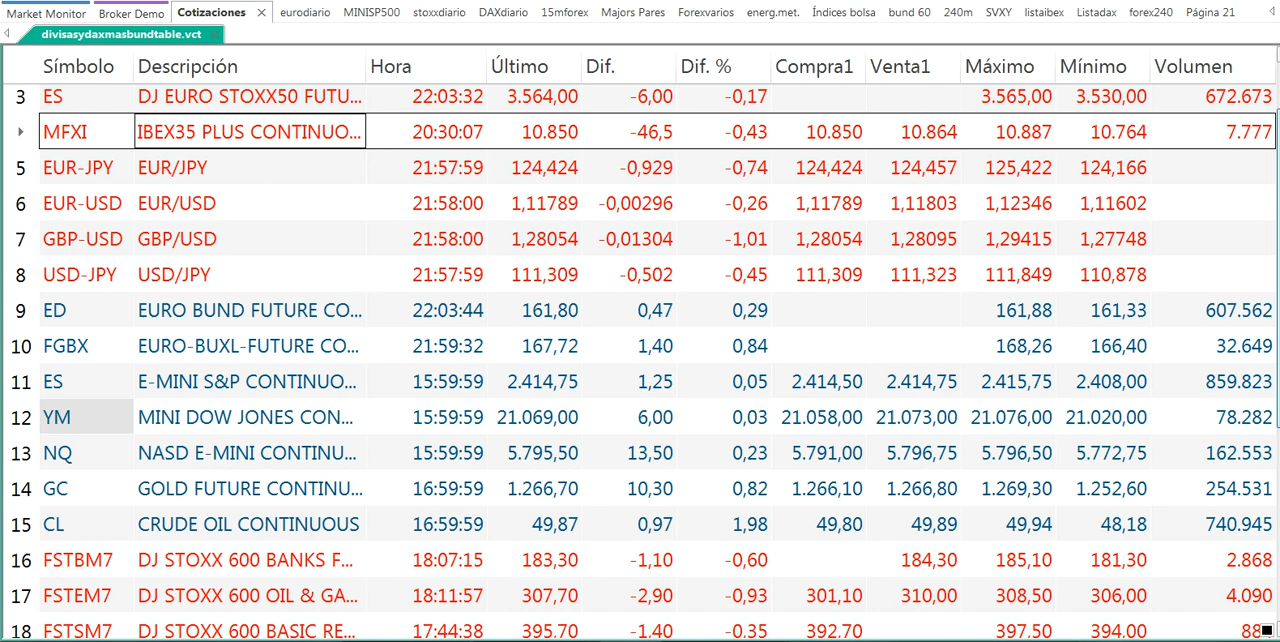 Market Monitor Broker Demo Cotizaciones eurodiario MINISP500 stoxxdiario DAXdiario 15mforex Majors Pares Forexvarios energ.met. Índices bolsa bund 60 240m SVXY listaibex Listadax forex240 Página 21
divisasydaxmasbundtable.vct
Símbolo Descripción Hora Último Dif. Dif. % Compra1 Venta1 Máximo Mínimo Volumen
3 ES DJ EURO STOXX50 FUTU... 22:03:32 3.564,00 -6,00 -0,17 3.565,00 3.530,00 672.673
MFXI IBEX35 PLUS CONTINUO... 20:30:07 10.850 -46,5 -0,43 10.850 10.864 10.887 10.764 7.777
5 EUR-JPY EUR/JPY 21:57:59 124,424 -0,929 -0,74 124,424 124,457 125,422 124,166
6 EUR-USD EUR/USD 21:58:00 1,11789 -0,00296 -0,26 1,11789 1,11803 1,12346 1,11602
7 GBP-USD GBP/USD 21:58:00 1,28054 -0,01304 -1,01 1,28054 1,28095 1,29415 1,27748
8 USD-JPY USD/JPY 21:57:59 111,309 -0,502 -0,45 111,309 111,323 111,849 110,878
9 ED EURO BUND FUTURE CO... 22:03:44 161,80 0,47 0,29 161,88 161,33 607.562
10 FGBX EURO-BUXL-FUTURE CO... 21:59:32 167,72 1,40 0,84 168,26 166,40 32.649
11 ES E-MINI S&P CONTINUO... 15:59:59 2.414,75 1,25 0,05 2.414,50 2.414,75 2.415,75 2.408,00 859.823
12 YM MINI DOW JONES CON... 15:59:59 21.069,00 6,00 0,03 21.058,00 21.073,00 21.076,00 21.020,00 78.282
13 NQ NASD E-MINI CONTINU... 15:59:59 5.795,50 13,50 0,23 5.791,00 5.796,75 5.796,50 5.772,75 162.553
14 GC GOLD FUTURE CONTINU... 16:59:59 1.266,70 10,30 0,82 1.266,10 1.266,80 1.269,30 1.252,60 254.531
15 CL CRUDE OIL CONTINUOUS 16:59:59 49,87 0,97 1,98 49,80 49,89 49,94 48,18 740.945
16 FSTBM7 DJ STOXX 600 BANKS F... 18:07:15 183,30 -1,10 -0,60 184,30 185,10 181,30 2.868
17 FSTEM7 DJ STOXX 600 OIL & GA... 18:11:57 307,70 -2,90 -0,93 301,10 310,00 308,50 306,00 4.090
18 FSTSM7 DJ STOXX 600 BASIC RE... 17:44:38 395,70 -1,40 -0,35 392,70 397,50 394,00